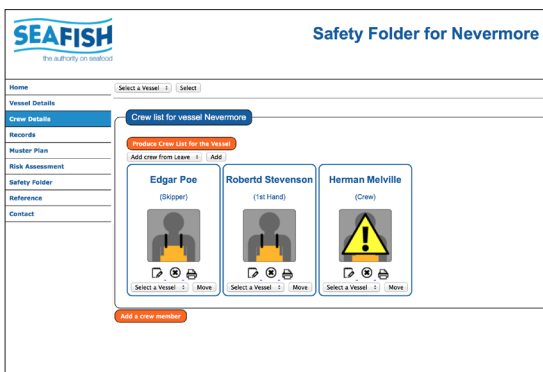 SEAFISH
the authority on seafood
Safety Folder for Nevermore
Home
Vessel Details
Crew Details
Records
Muster Plan
Risk Assessment
Safety Folder
Reference
Contact
Select a Vessel Select
Crew list for vessel Nevermore
Produce Crew List for the Vessel
Add crew from Leave Add
Edgar Poe
(Skipper)
Select a Vessel Move
Robertd Stevenson
(1st Hand)
Select a Vessel Move
Herman Melville
(Crew)
Select a Vessel Move
Add a crew member